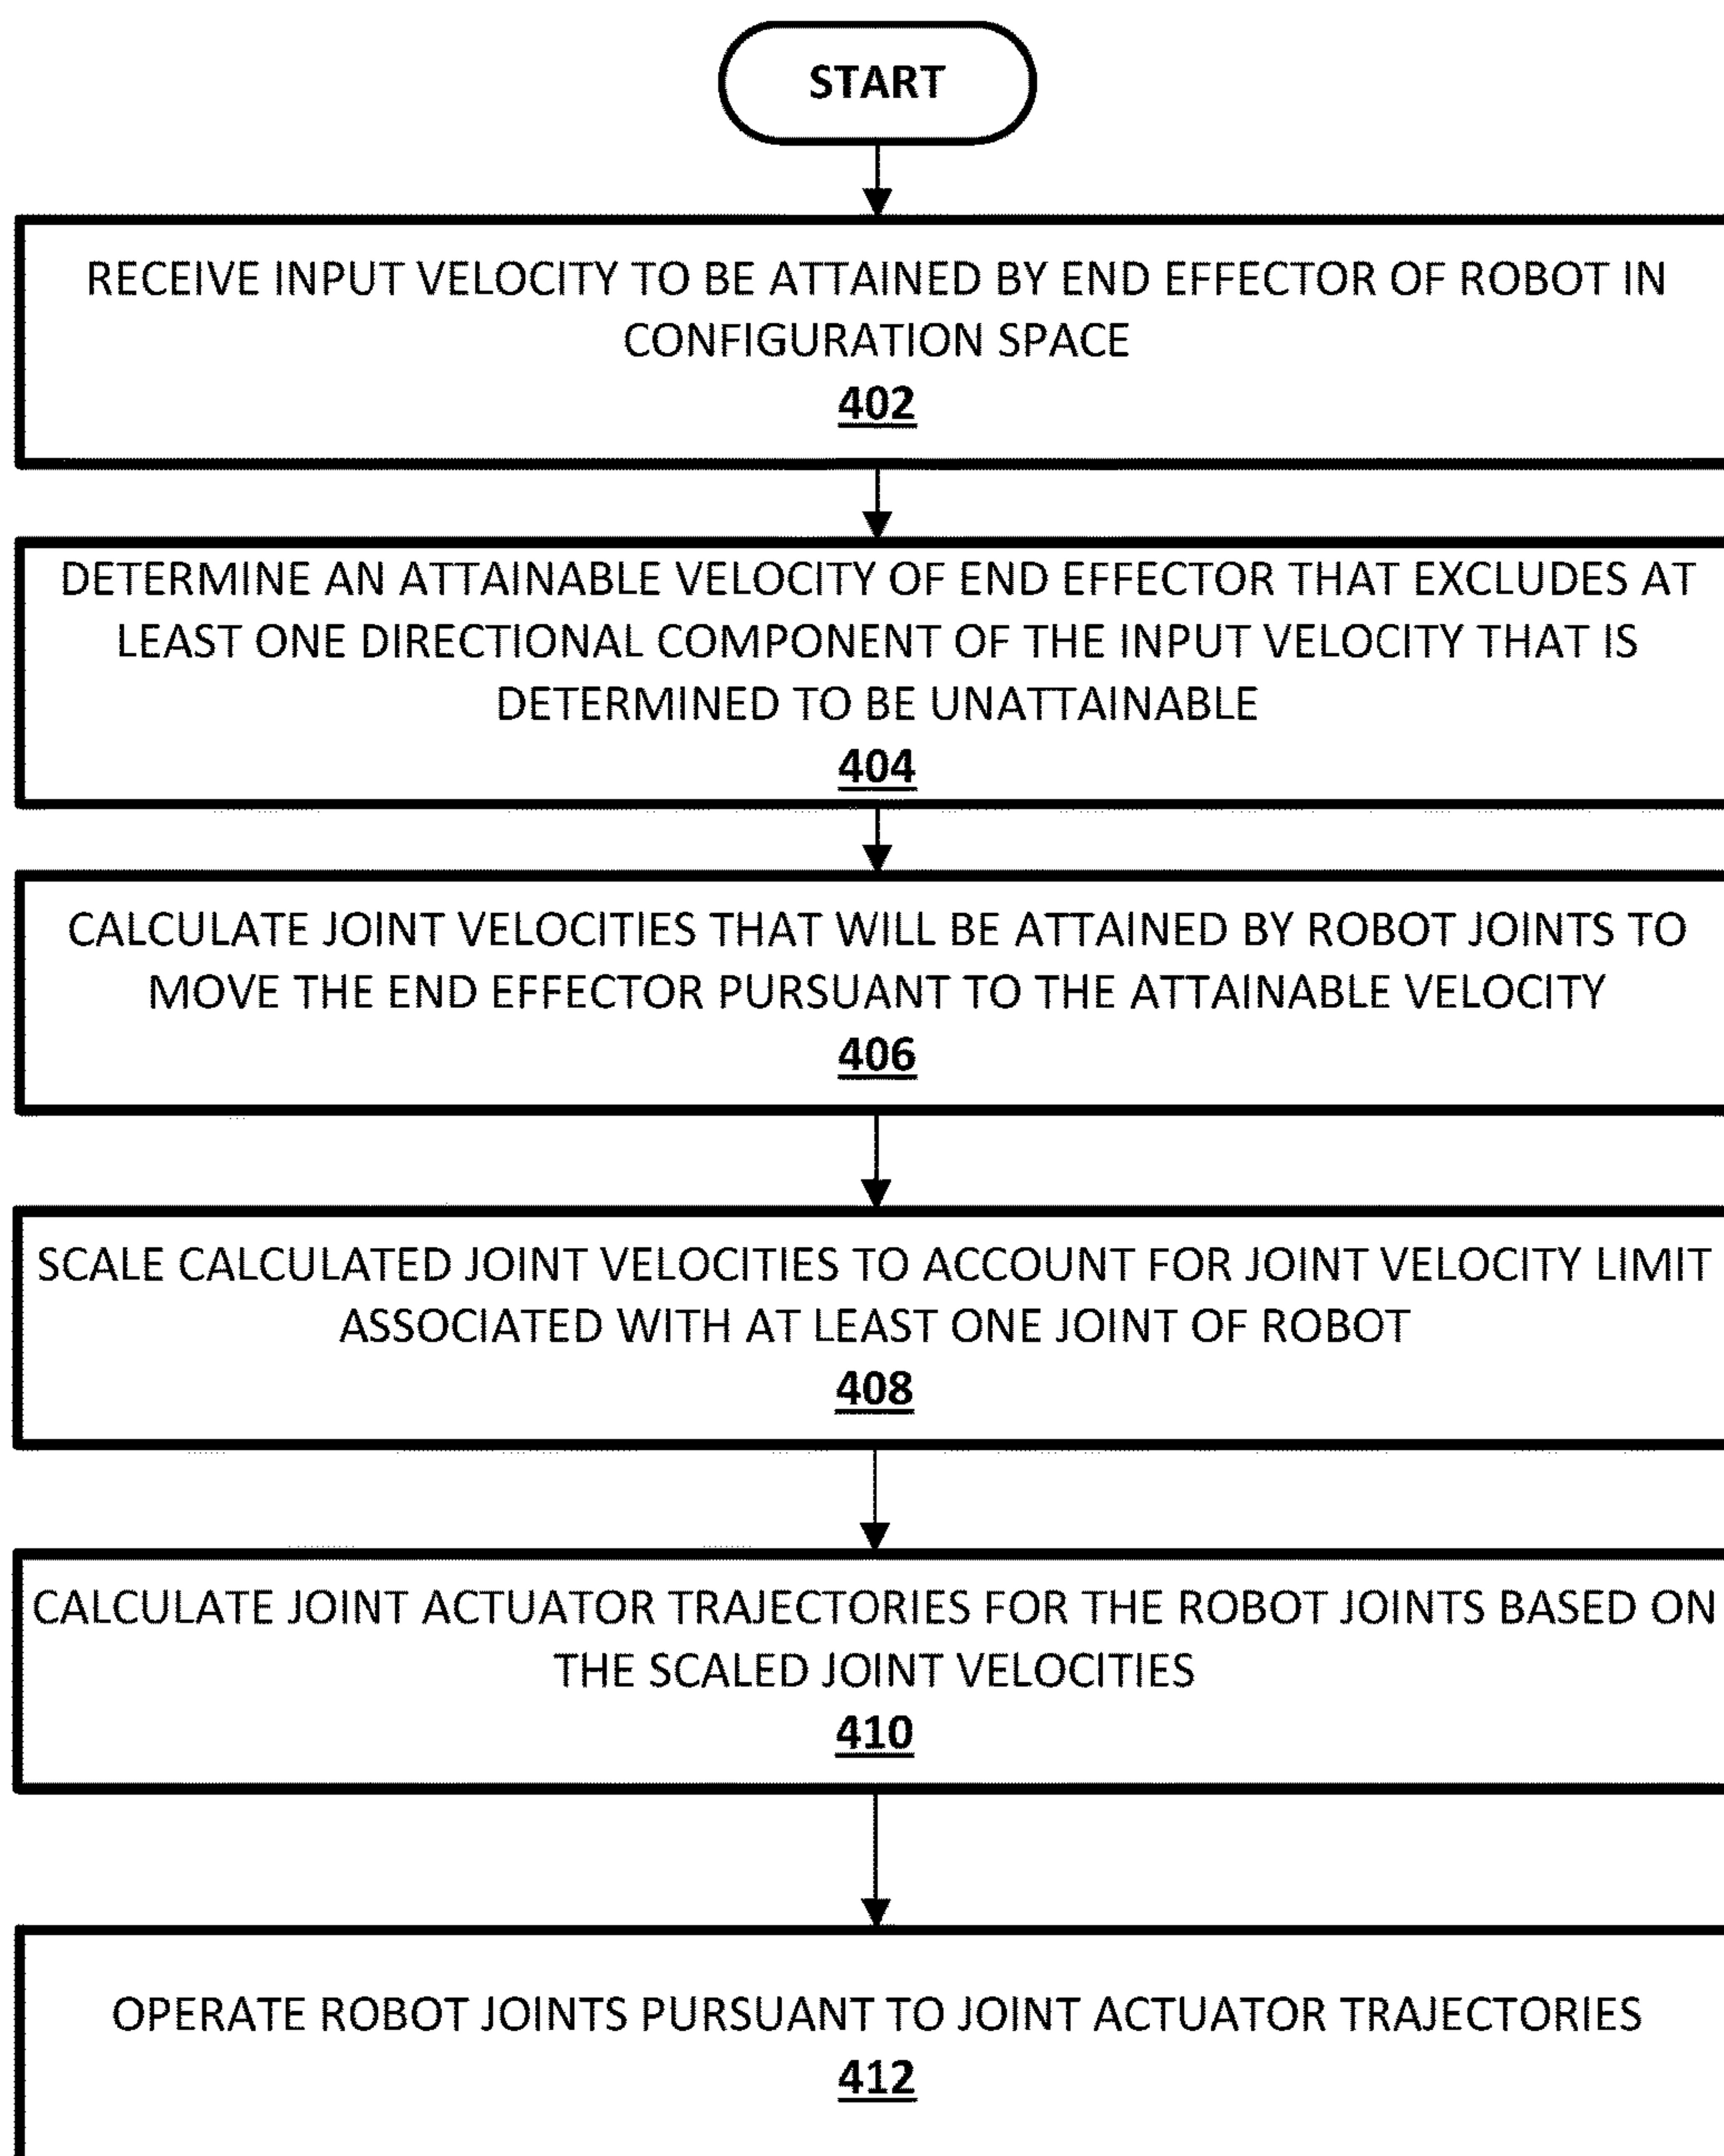 START
RECEIVE INPUT VELOCITY TO BE ATTAINED BY END EFFECTOR OF ROBOT IN
CONFIGURATION SPACE
402
DETERMINE AN ATTAINABLE VELOCITY OF END EFFECTOR THAT EXCLUDES AT
LEAST ONE DIRECTIONAL COMPONENT OF THE INPUT VELOCITY THAT IS
DETERMINED TO BE UNATTAINABLE
404
CALCULATE JOINT VELOCITIES THAT WILL BE ATTAINED BY ROBOT JOINTS TO
MOVE THE END EFFECTOR PURSUANT TO THE ATTAINABLE VELOCITY
406
SCALE CALCULATED JOINT VELOCITIES TO ACCOUNT FOR JOINT VELOCITY LIMIT
ASSOCIATED WITH AT LEAST ONE JOINT OF ROBOT
408
CALCULATE JOINT ACTUATOR TRAJECTORIES FOR THE ROBOT JOINTS BASED ON
THE SCALED JOINT VELOCITIES
410
OPERATE ROBOT JOINTS PURSUANT TO JOINT ACTUATOR TRAJECTORIES
412